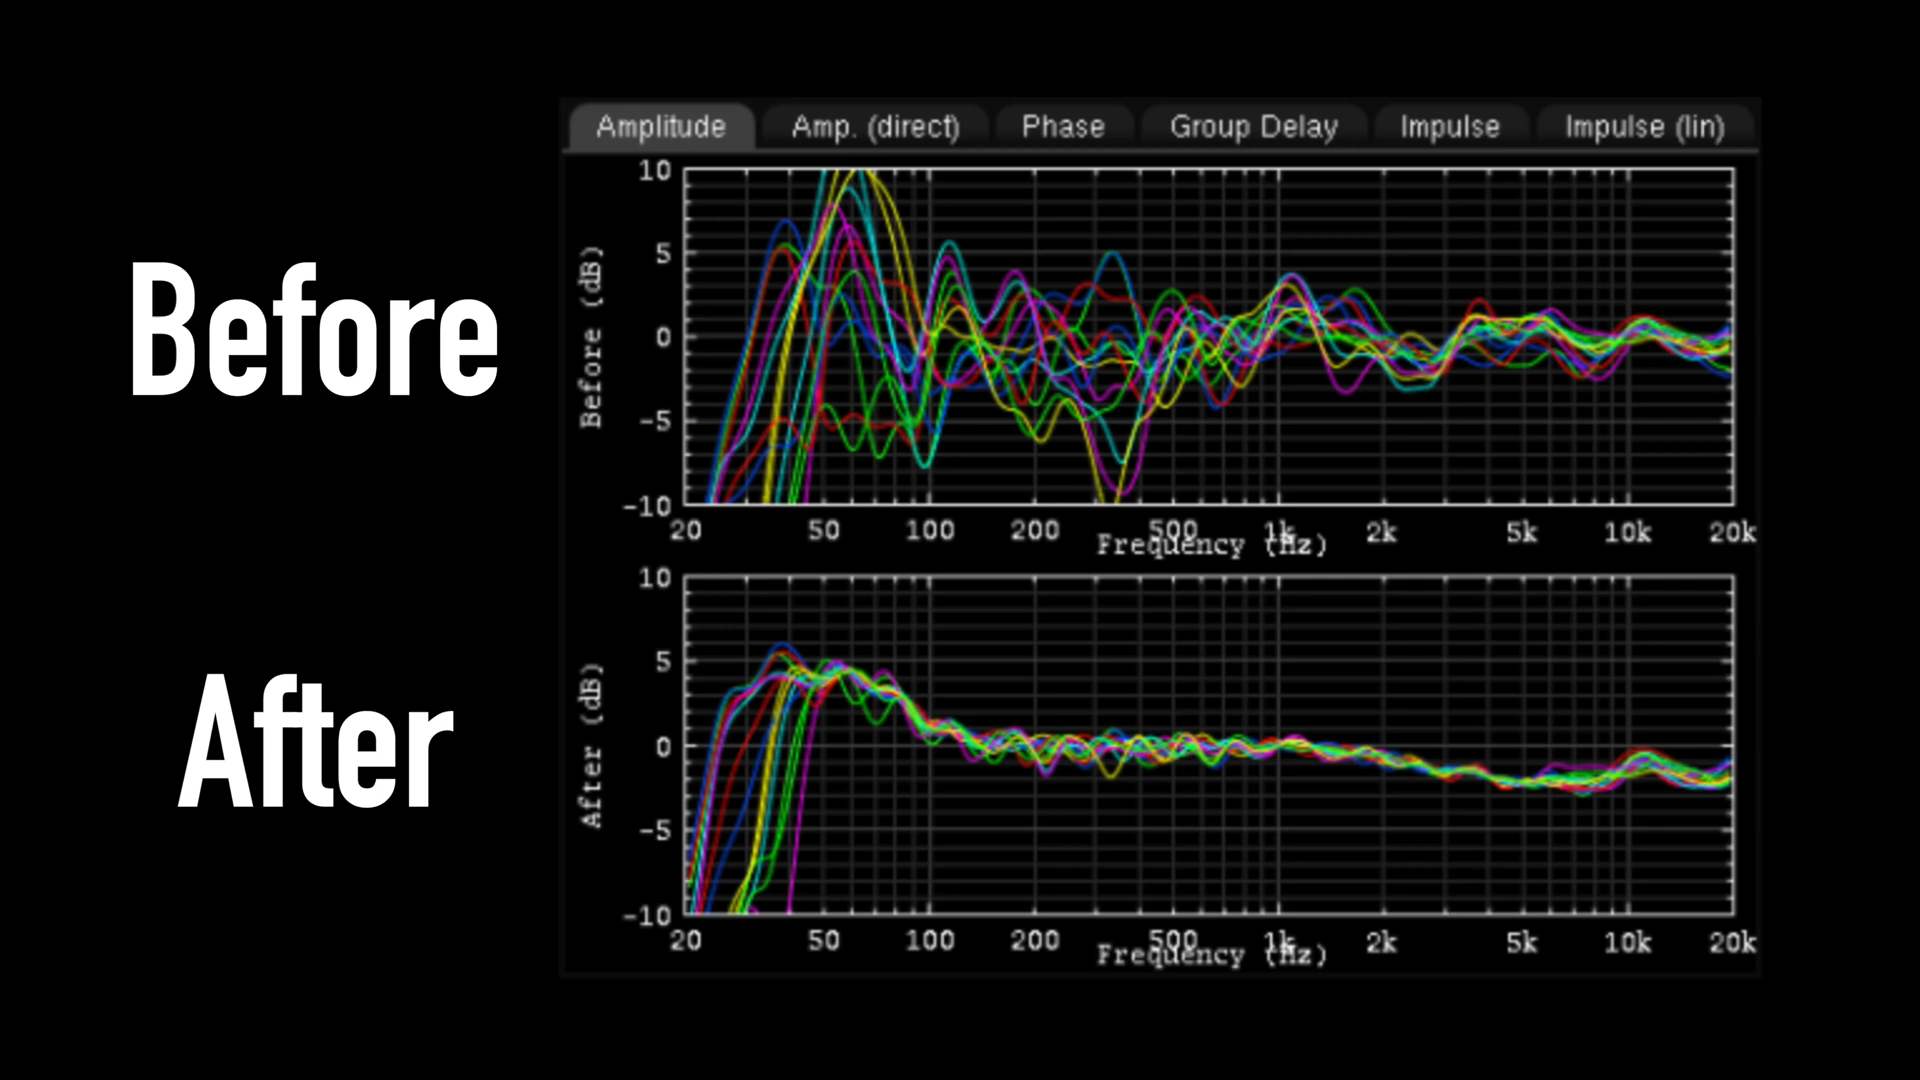 Before
After
Amplitude Amp. (direct) Phase Group Delay Impulse Impulse (lin)
10
5
0
-5
-10
Before (dB)
20 50 100 200 500 1k 2k 5k 10k 20k
Frequency (Hz)
10
5
0
-5
-10
After (dB)
20 50 100 200 500 1k 2k 5k 10k 20k
Frequency (Hz)